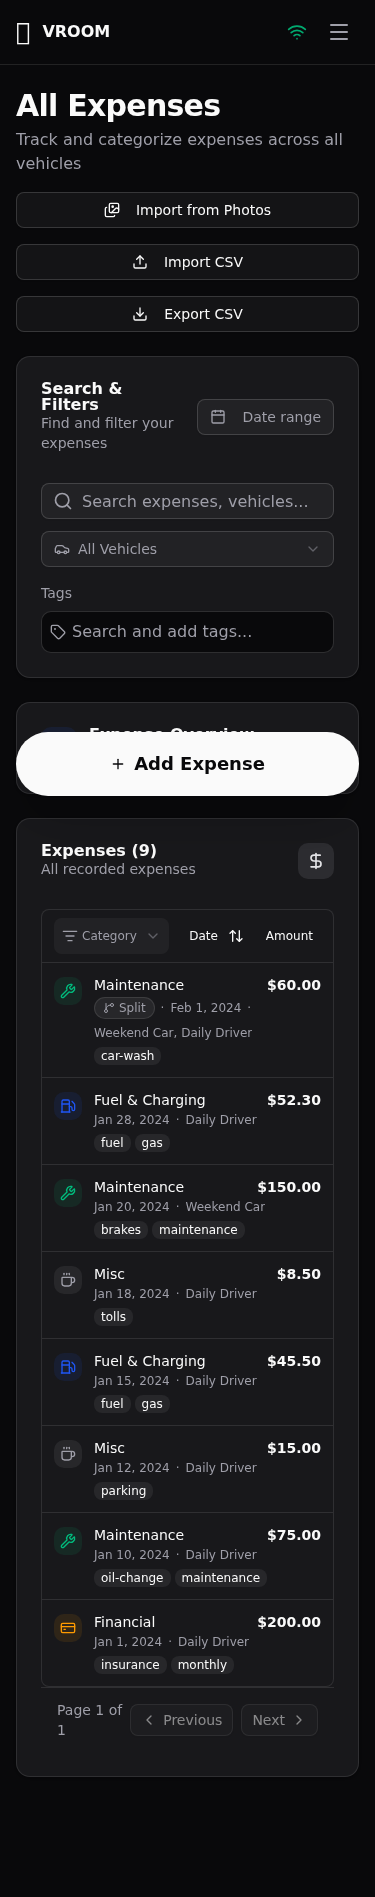 VROOM
All Expenses
Track and categorize expenses across all
vehicles
Import from Photos
Import CSV
Export CSV
Search &
Filters
Find and filter your
expenses
Date range
Search expenses, vehicles...
All Vehicles
Tags
Search and add tags...
Expense Overview
+ Add Expense
Expenses (9)
All recorded expenses
Category
Date
Amount
Maintenance
$60.00
Split · Feb 1, 2024 ·
Weekend Car, Daily Driver
car-wash
Fuel & Charging
$52.30
Jan 28, 2024 · Daily Driver
fuel gas
Maintenance
$150.00
Jan 20, 2024 · Weekend Car
brakes maintenance
Misc
$8.50
Jan 18, 2024 · Daily Driver
tolls
Fuel & Charging
$45.50
Jan 15, 2024 · Daily Driver
fuel gas
Misc
$15.00
Jan 12, 2024 · Daily Driver
parking
Maintenance
$75.00
Jan 10, 2024 · Daily Driver
oil-change maintenance
Financial
$200.00
Jan 1, 2024 · Daily Driver
insurance monthly
Page 1 of
1
Previous
Next